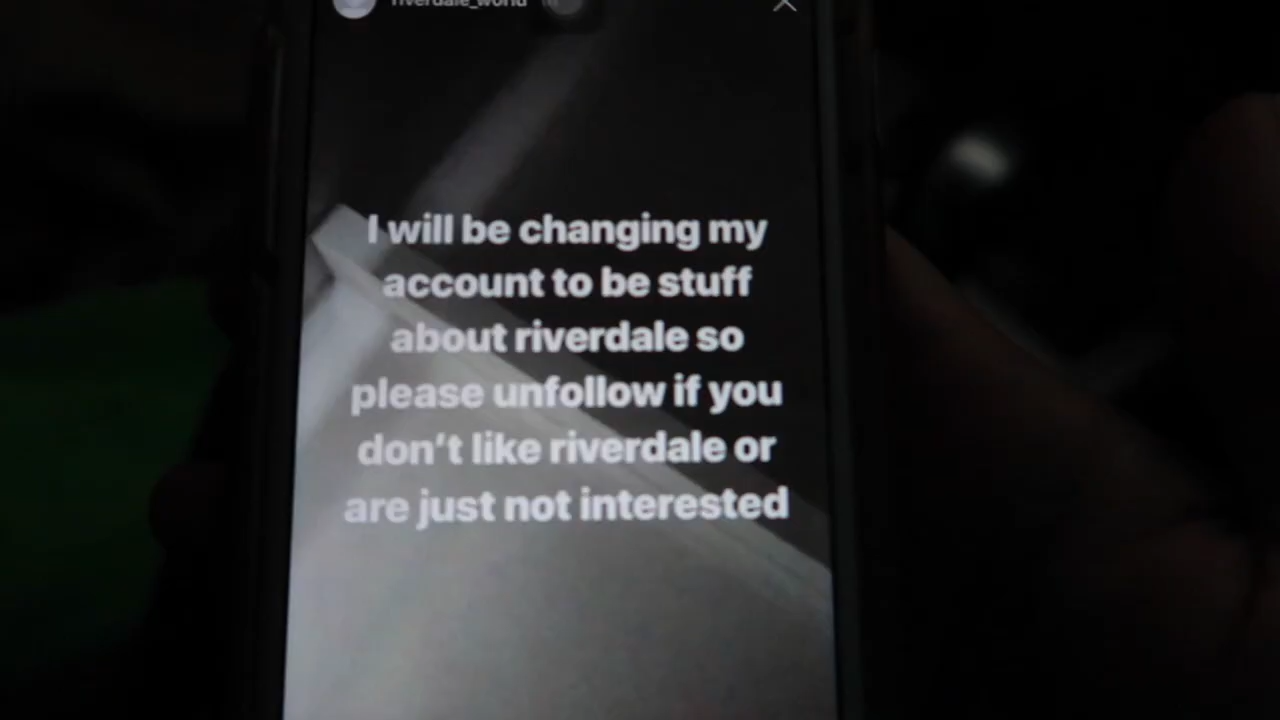 riverdale_world
I will be changing my
account to be stuff
about riverdale so
please unfollow if you
don't like riverdale or
are just not interested